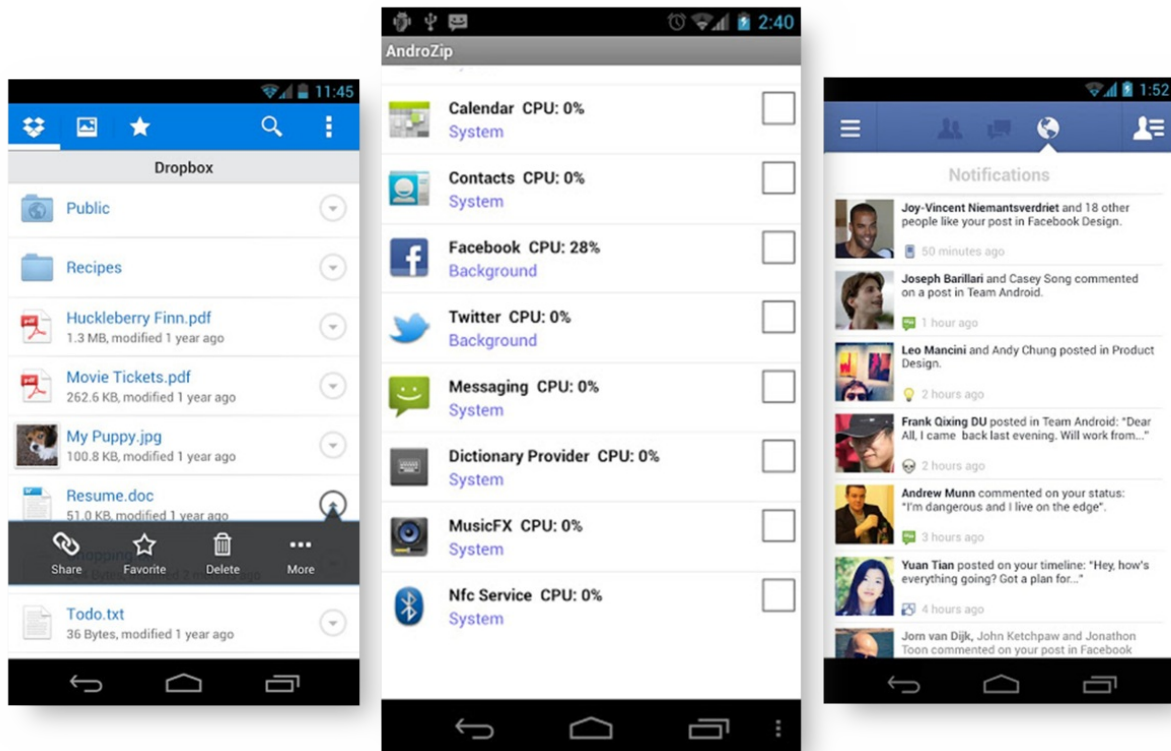 11:45
Dropbox
Public
Recipes
Huckleberry Finn.pdf
1.3 MB, modified 1 year ago
Movie Tickets.pdf
262.6 KB, modified 1 year ago
My Puppy.jpg
100.8 KB, modified 1 year ago
Resume.doc
51.0 KB, modified 1 year ago
Share
Favorite
Delete
More
Todo.txt
36 Bytes, modified 1 year ago
2:40
AndroZip
Calendar CPU: 0%
System
Contacts CPU: 0%
System
Facebook CPU: 28%
Background
Twitter CPU: 0%
Background
Messaging CPU: 0%
System
Dictionary Provider CPU: 0%
System
MusicFX CPU: 0%
System
Nfc Service CPU: 0%
System
1:52
Notifications
Joy-Vincent Niemantsverdriet and 18 other
people like your post in Facebook Design.
50 minutes ago
Joseph Barillari and Casey Song commented
on a post in Team Android.
1 hour ago
Leo Mancini and Andy Chung posted in Product
Design.
2 hours ago
Frank Qixing DU posted in Team Android: "Dear
All, I came back last evening. Will work from..."
2 hours ago
Andrew Munn commented on your status:
"I'm dangerous and I live on the edge".
3 hours ago
Yuan Tian posted on your timeline: "Hey, how's
everything going? Got a plan for..."
4 hours ago
Jorn van Dijk, John Ketchpaw and Jonathon
Toon commented on your post in Facebook